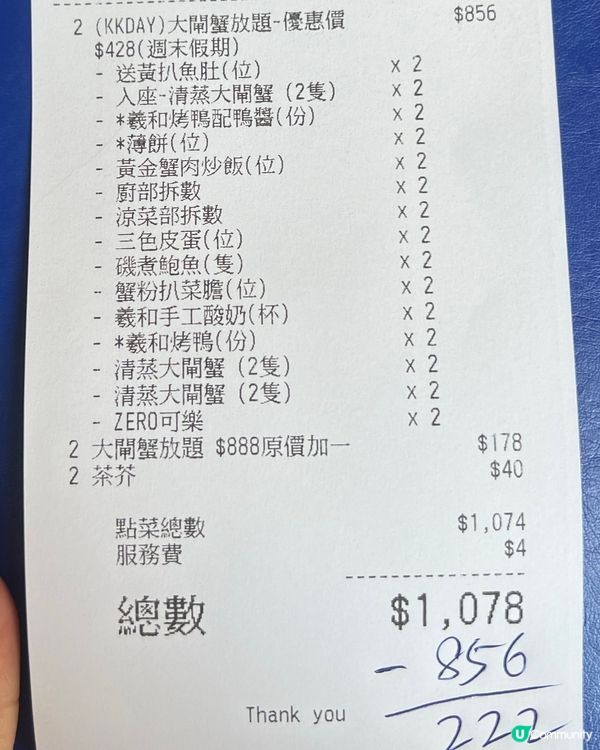 2 (KKDAY)大閘蟹放題-優惠價 $856
$428(週末假期)
- 送黃扒魚肚(位) x 2
- 入座-清蒸大閘蟹 (2隻) x 2
- *羲和烤鴨配鴨醬(份) x 2
- *薄餅(位) x 2
- 黃金蟹肉炒飯(位) x 2
- 廚部拆數 x 2
- 涼菜部拆數 x 2
- 三色皮蛋(位) x 2
- 磯煮鮑魚(隻) x 2
- 蟹粉扒菜膽(位) x 2
- 羲和手工酸奶(杯) x 2
- *羲和烤鴨(份) x 2
- 清蒸大閘蟹 (2隻) x 2
- 清蒸大閘蟹 (2隻) x 2
- ZERO可樂 x 2
2 大閘蟹放題 $888原價加一 $178
2 茶芥 $40
點菜總數 $1,074
服務費 $4
總數 $1,078
- 856
Thank you
222
U Community